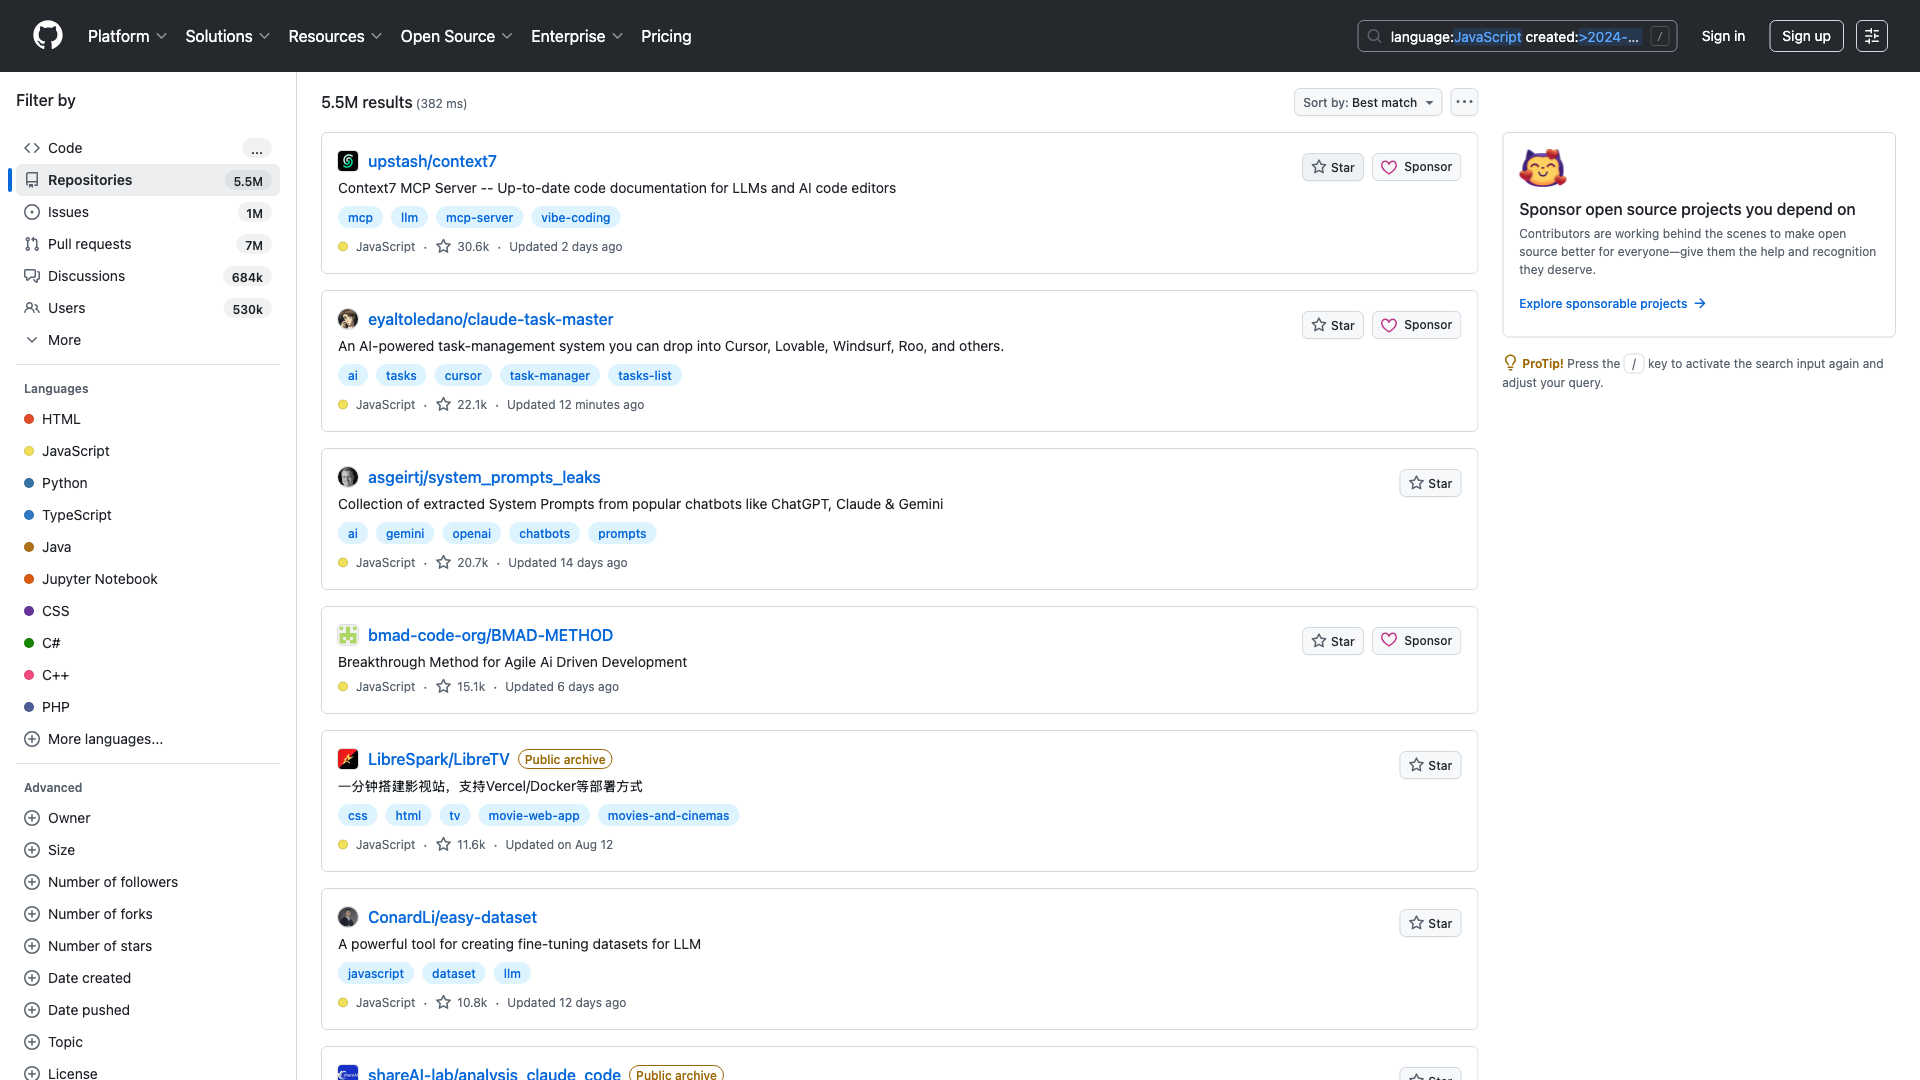 Platform Solutions Resources Open Source Enterprise Pricing language:JavaScript created:>2024-... / Sign in Sign up
Filter by
Code ...
Repositories 5.5M
Issues 1M
Pull requests 7M
Discussions 684k
Users 530k
More
Languages
HTML
JavaScript
Python
TypeScript
Java
Jupyter Notebook
CSS
C#
C++
PHP
More languages...
Advanced
Owner
Size
Number of followers
Number of forks
Number of stars
Date created
Date pushed
Topic
License
5.5M results (382 ms) Sort by: Best match
upstash/context7 Star Sponsor
Context7 MCP Server -- Up-to-date code documentation for LLMs and AI code editors
mcp llm mcp-server vibe-coding
JavaScript · 30.6k · Updated 2 days ago
eyaltoledano/claude-task-master Star Sponsor
An AI-powered task-management system you can drop into Cursor, Lovable, Windsurf, Roo, and others.
ai tasks cursor task-manager tasks-list
JavaScript · 22.1k · Updated 12 minutes ago
asgeirtj/system_prompts_leaks Star
Collection of extracted System Prompts from popular chatbots like ChatGPT, Claude & Gemini
ai gemini openai chatbots prompts
JavaScript · 20.7k · Updated 14 days ago
bmad-code-org/BMAD-METHOD Star Sponsor
Breakthrough Method for Agile Ai Driven Development
JavaScript · 15.1k · Updated 6 days ago
LibreSpark/LibreTV Public archive Star
一分钟搭建影视站，支持Vercel/Docker等部署方式
css html tv movie-web-app movies-and-cinemas
JavaScript · 11.6k · Updated on Aug 12
ConardLi/easy-dataset Star
A powerful tool for creating fine-tuning datasets for LLM
javascript dataset llm
JavaScript · 10.8k · Updated 12 days ago
shareAI-lab/analysis_claude_code Public archive Star
Sponsor open source projects you depend on
Contributors are working behind the scenes to make open
source better for everyone—give them the help and recognition
they deserve.
Explore sponsorable projects →
ProTip! Press the / key to activate the search input again and
adjust your query.